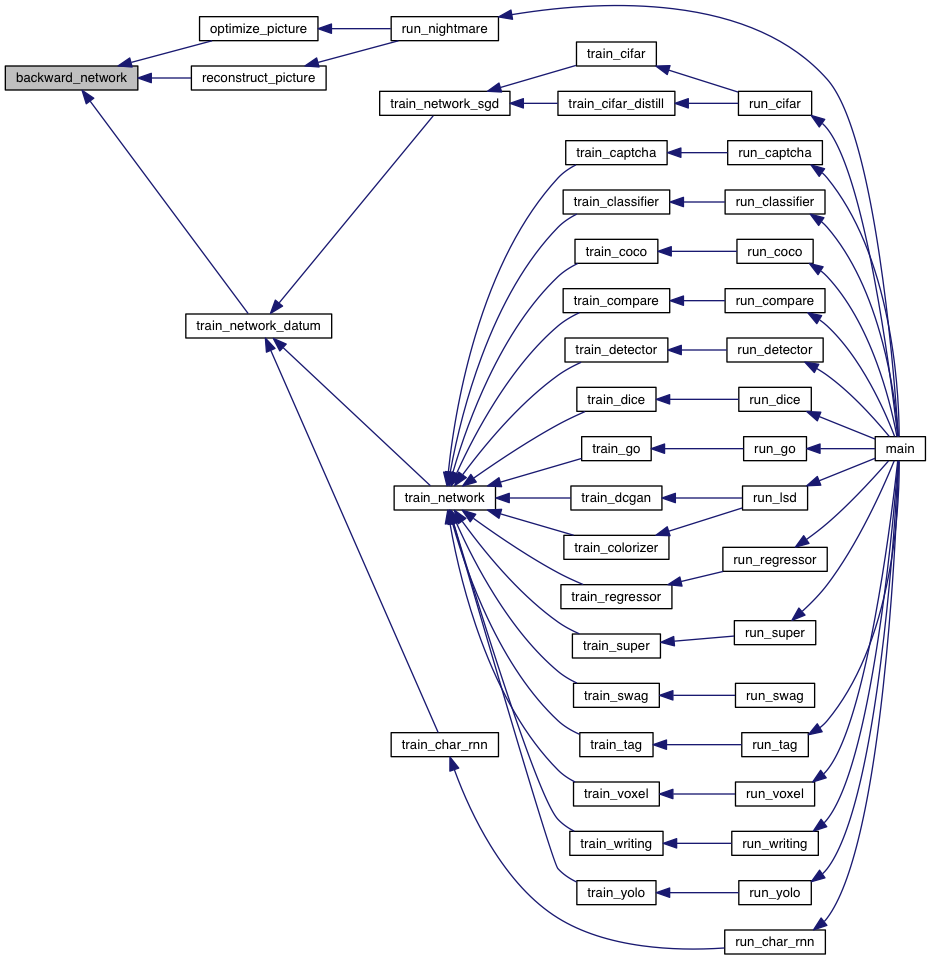 optimize_picture
run_nightmare
train_cifar
backward_network
reconstruct_picture
train_network_sgd
train_cifar_distill
run_cifar
train_captcha
run_captcha
train_classifier
run_classifier
train_coco
run_coco
train_compare
run_compare
train_network_datum
train_detector
run_detector
train_dice
run_dice
train_go
run_go
main
train_network
train_dcgan
run_lsd
train_colorizer
run_regressor
train_regressor
run_super
train_super
train_swag
run_swag
train_char_rnn
train_tag
run_tag
train_voxel
run_voxel
train_writing
run_writing
train_yolo
run_yolo
run_char_rnn